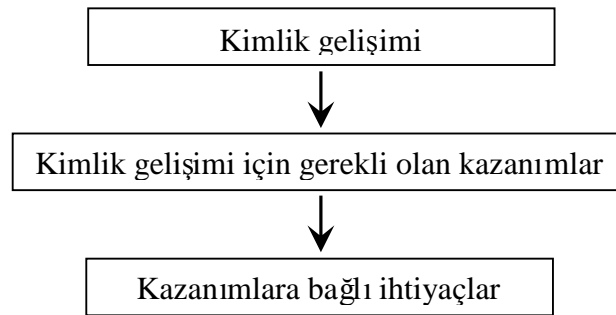 Kimlik gelişimi
Kimlik gelişimi için gerekli olan kazanımlar
Kazanımlara bağlı ihtiyaçlar